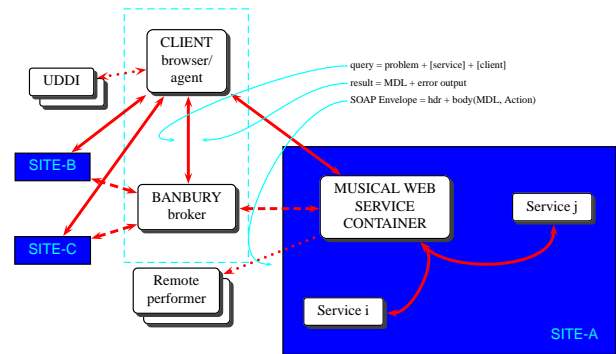 CLIENT
browser/
agent
UDDI
query = problem + [service] + [client]
result = MDL + error output
SOAP Envelope = hdr + body(MDL, Action)
SITE-B
BANBURY
broker
MUSICAL WEB
SERVICE
CONTAINER
Service j
SITE-C
Remote
performer
Service i
SITE-A